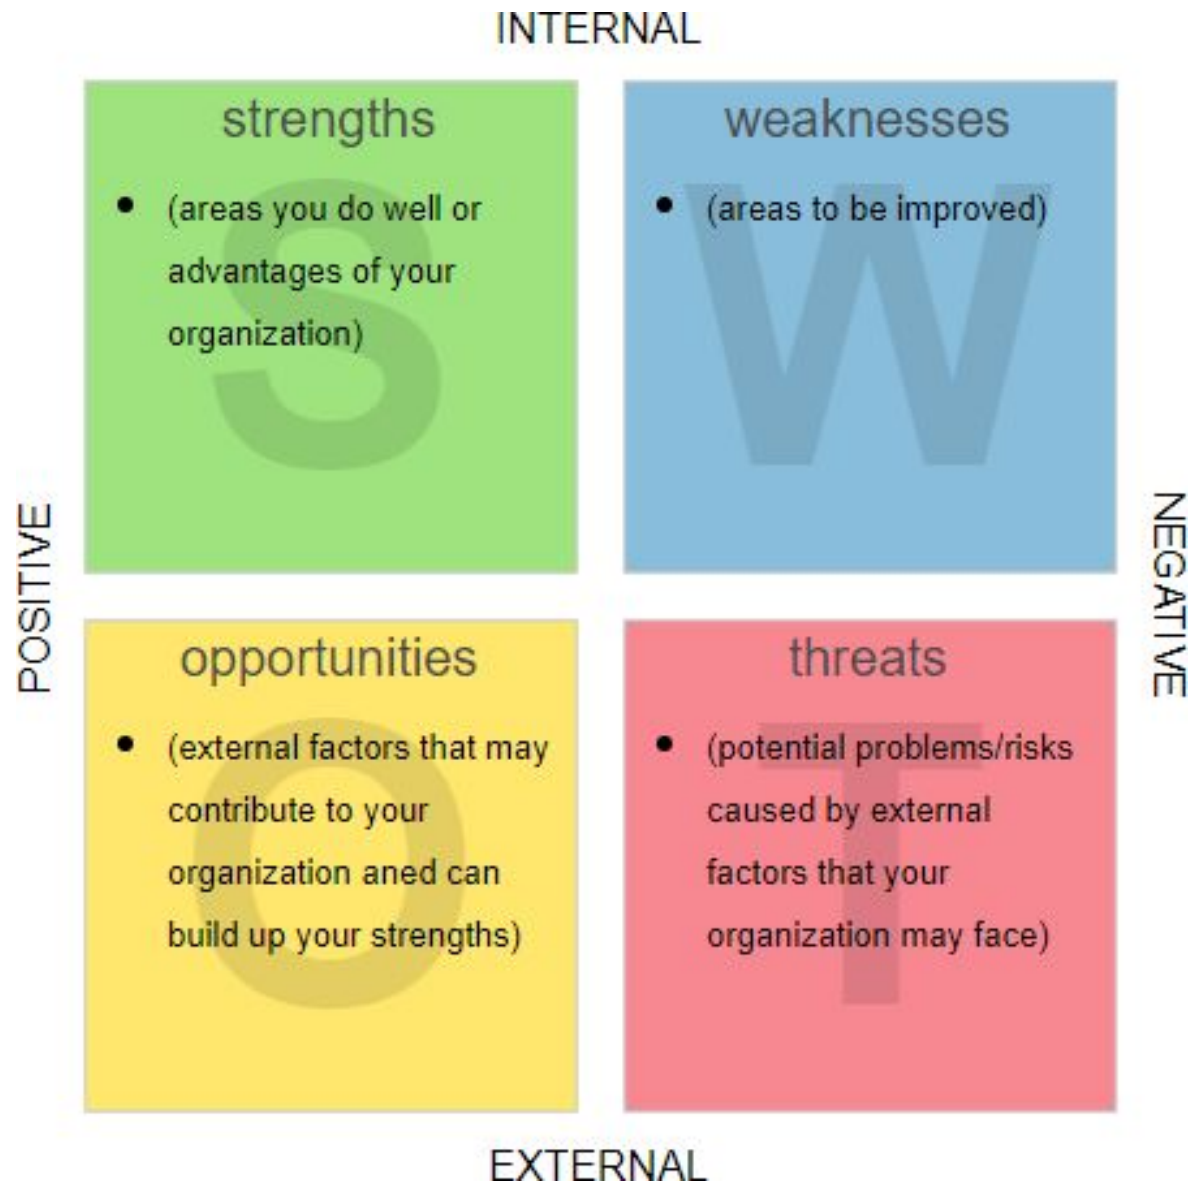 INTERNAL
strengths
• (areas you do well or
advantages of your
organization)
S
weaknesses
• (areas to be improved)
W
POSITIVE
NEGATIVE
opportunities
• (external factors that may
contribute to your
organization aned can
build up your strengths)
O
threats
• (potential problems/risks
caused by external
factors that your
organization may face)
T
EXTERNAL